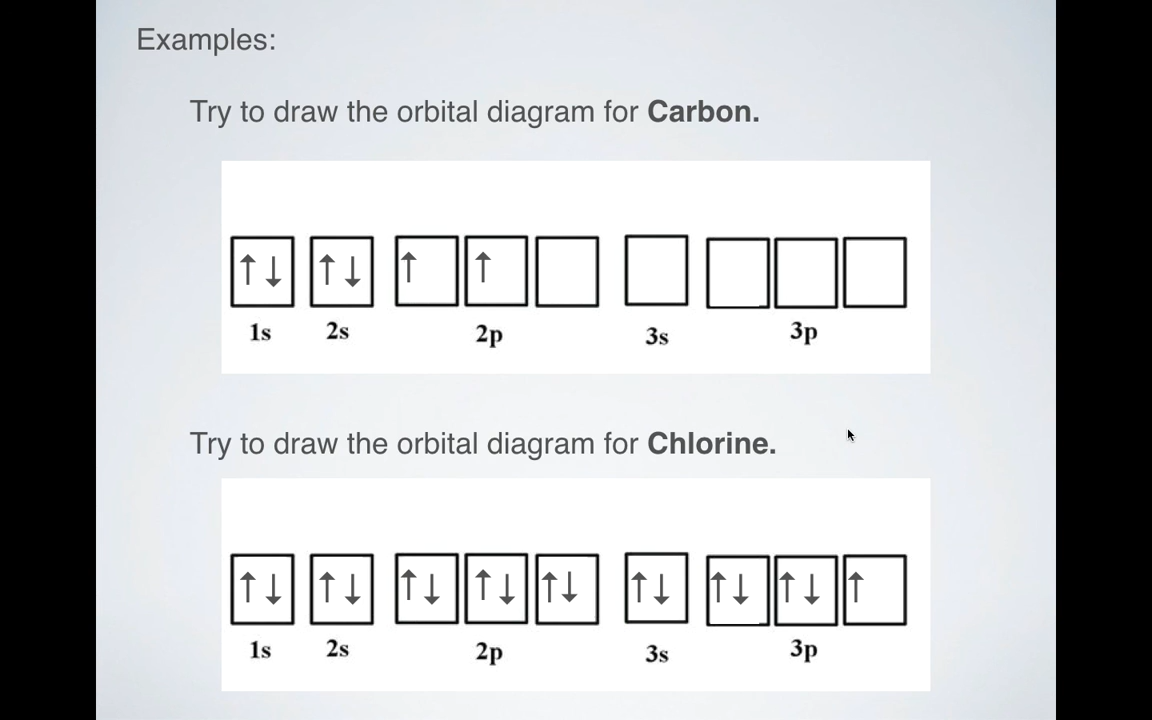 Examples:
Try to draw the orbital diagram for Carbon.
↑↓ ↑↓ ↑ ↑
1s 2s 2p 3s 3p
Try to draw the orbital diagram for Chlorine.
↑↓ ↑↓ ↑↓ ↑↓ ↑↓ ↑↓ ↑↓ ↑↓ ↑
1s 2s 2p 3s 3p